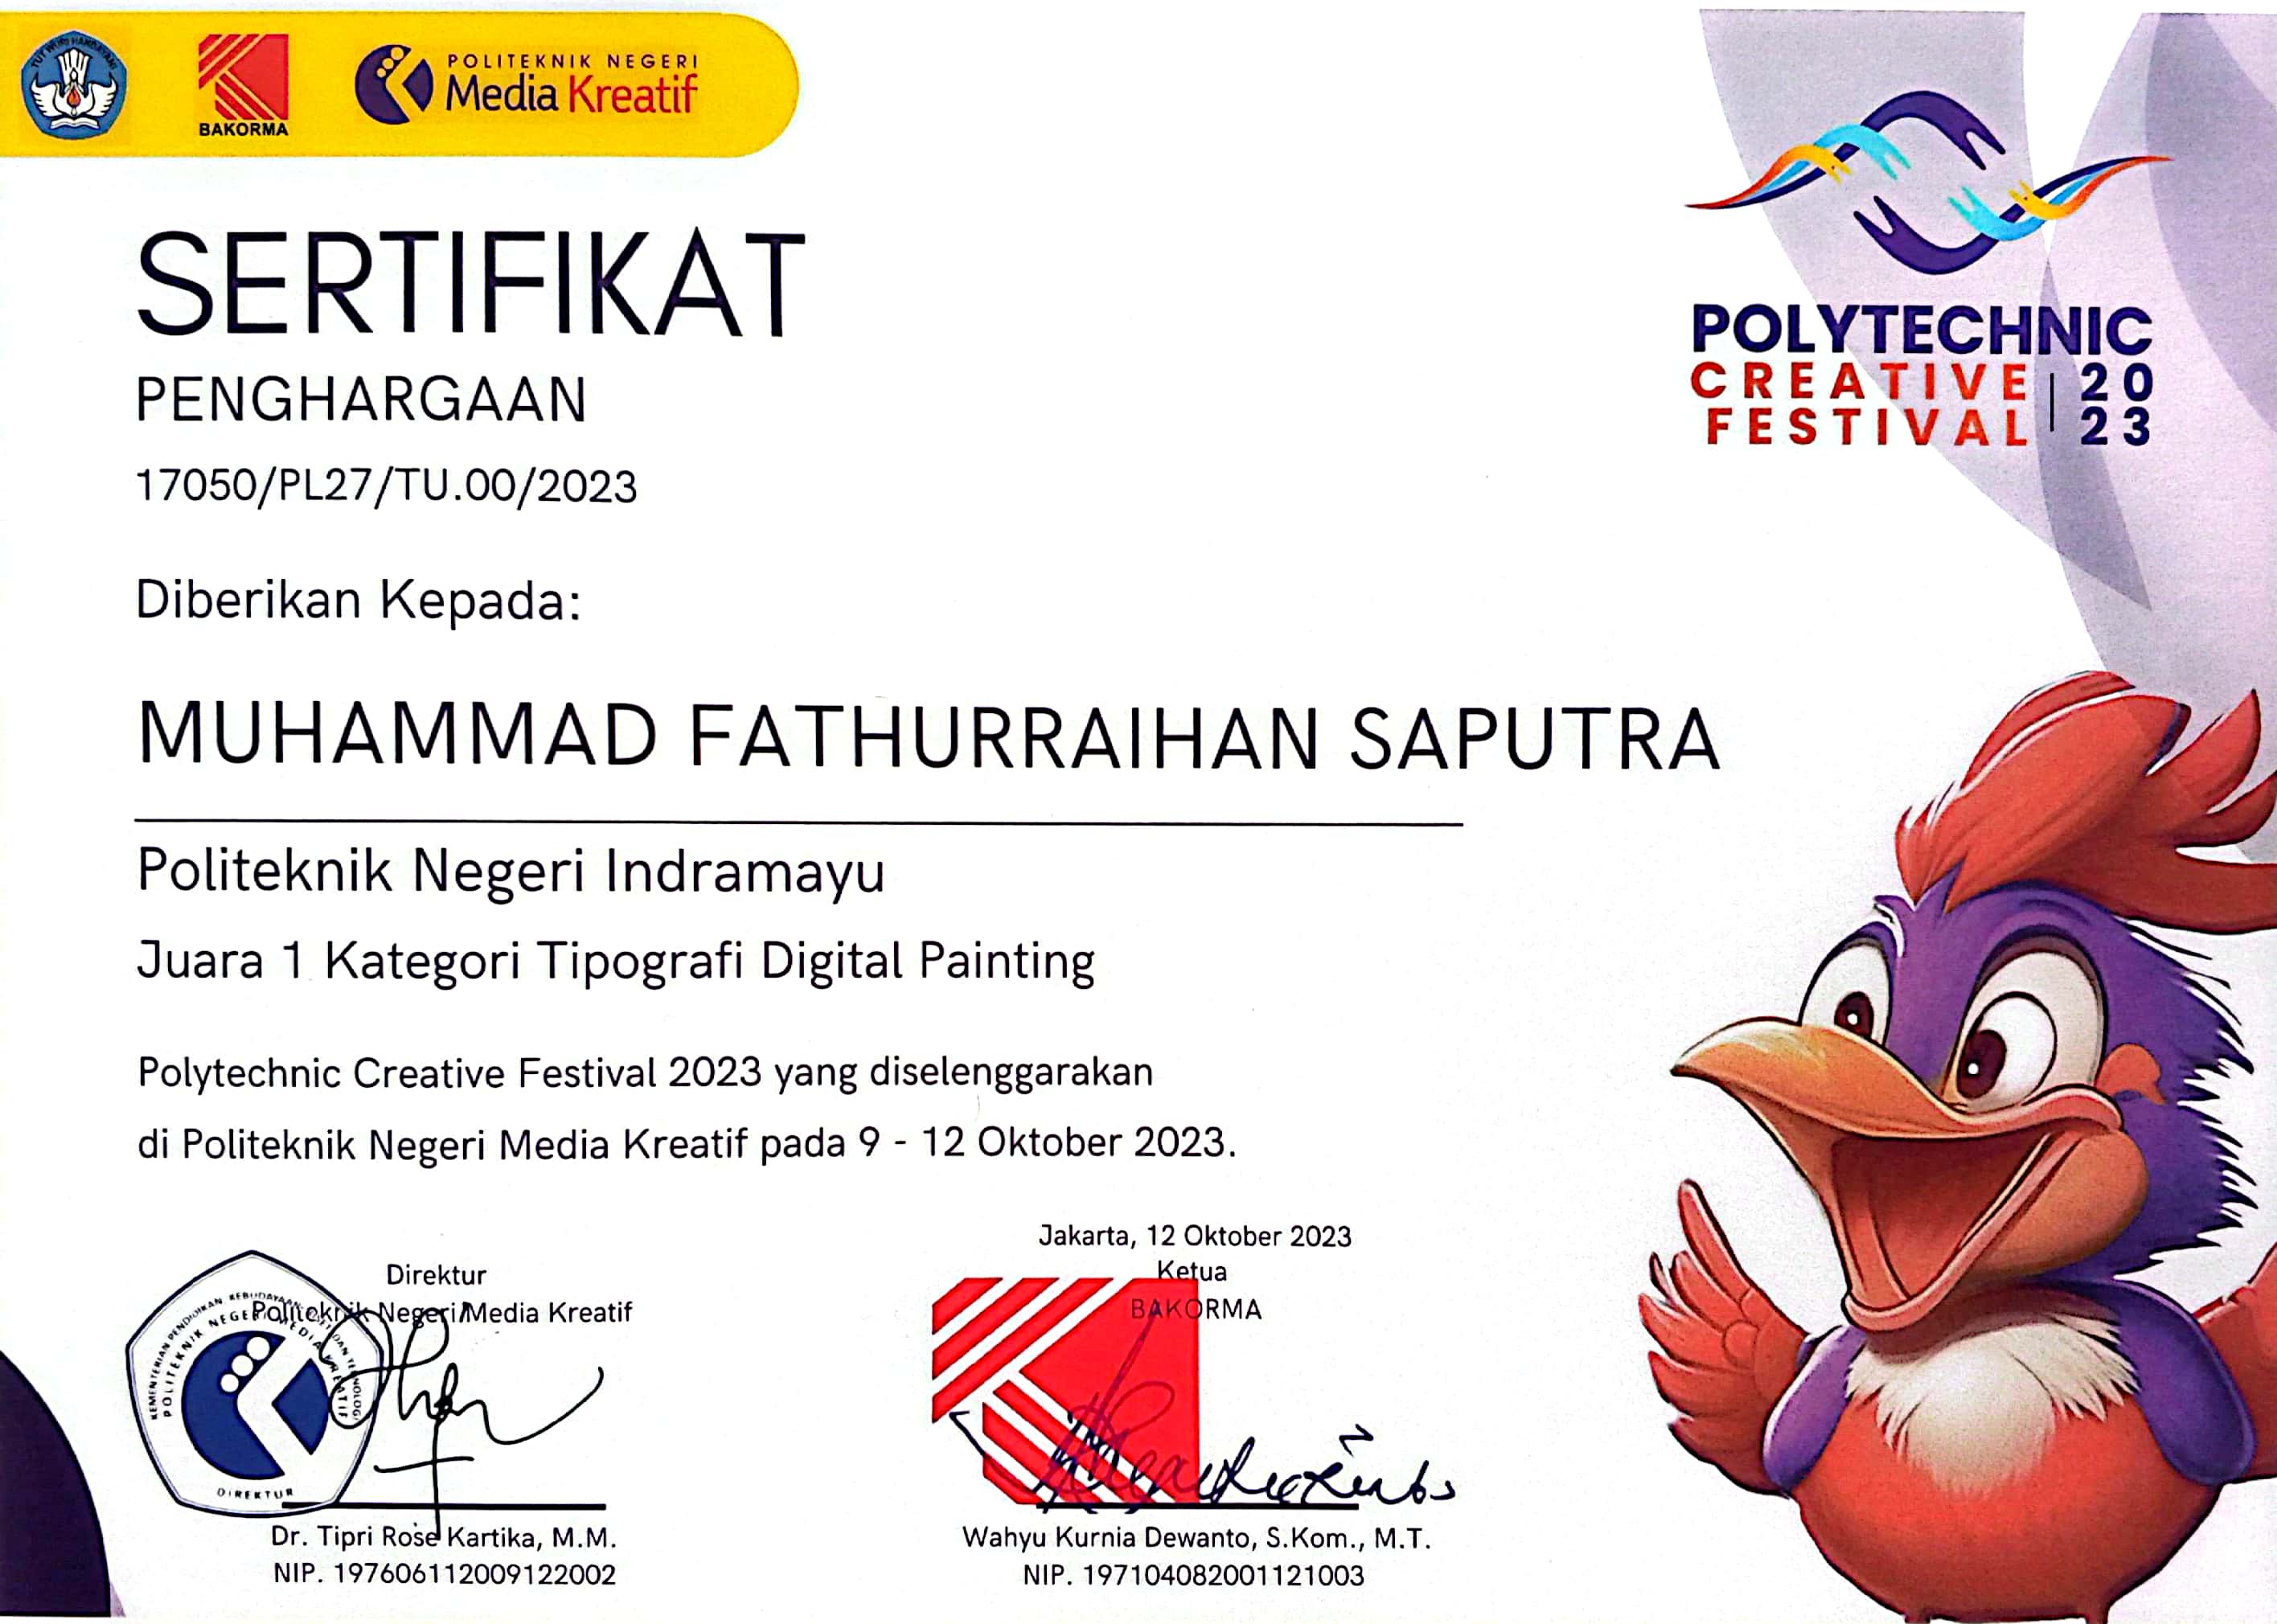 TUT WURI HANDAYANI
BAKORMA
POLITEKNIK NEGERI
Media Kreatif
POLYTECHNIC
CREATIVE
FESTIVAL
20
23
SERTIFIKAT
PENGHARGAAN
17050/PL27/TU.00/2023
Diberikan Kepada:
MUHAMMAD FATHURRAIHAN SAPUTRA
Politeknik Negeri Indramayu
Juara 1 Kategori Tipografi Digital Painting
Polytechnic Creative Festival 2023 yang diselenggarakan
di Politeknik Negeri Media Kreatif pada 9 - 12 Oktober 2023.
Direktur
Politeknik Negeri Media Kreatif
KEMENTERIAN PENDIDIKAN, KEBUDAYAAN, DAN TEKNOLOGI
POLITEKNIK NEGERI MEDIA KREATIF
DIREKTUR
Dr. Tipri Rose Kartika, M.M.
NIP. 197606112009122002
Jakarta, 12 Oktober 2023
Ketua
BAKORMA
Wahyu Kurnia Dewanto, S.Kom., M.T.
NIP. 197104082001121003